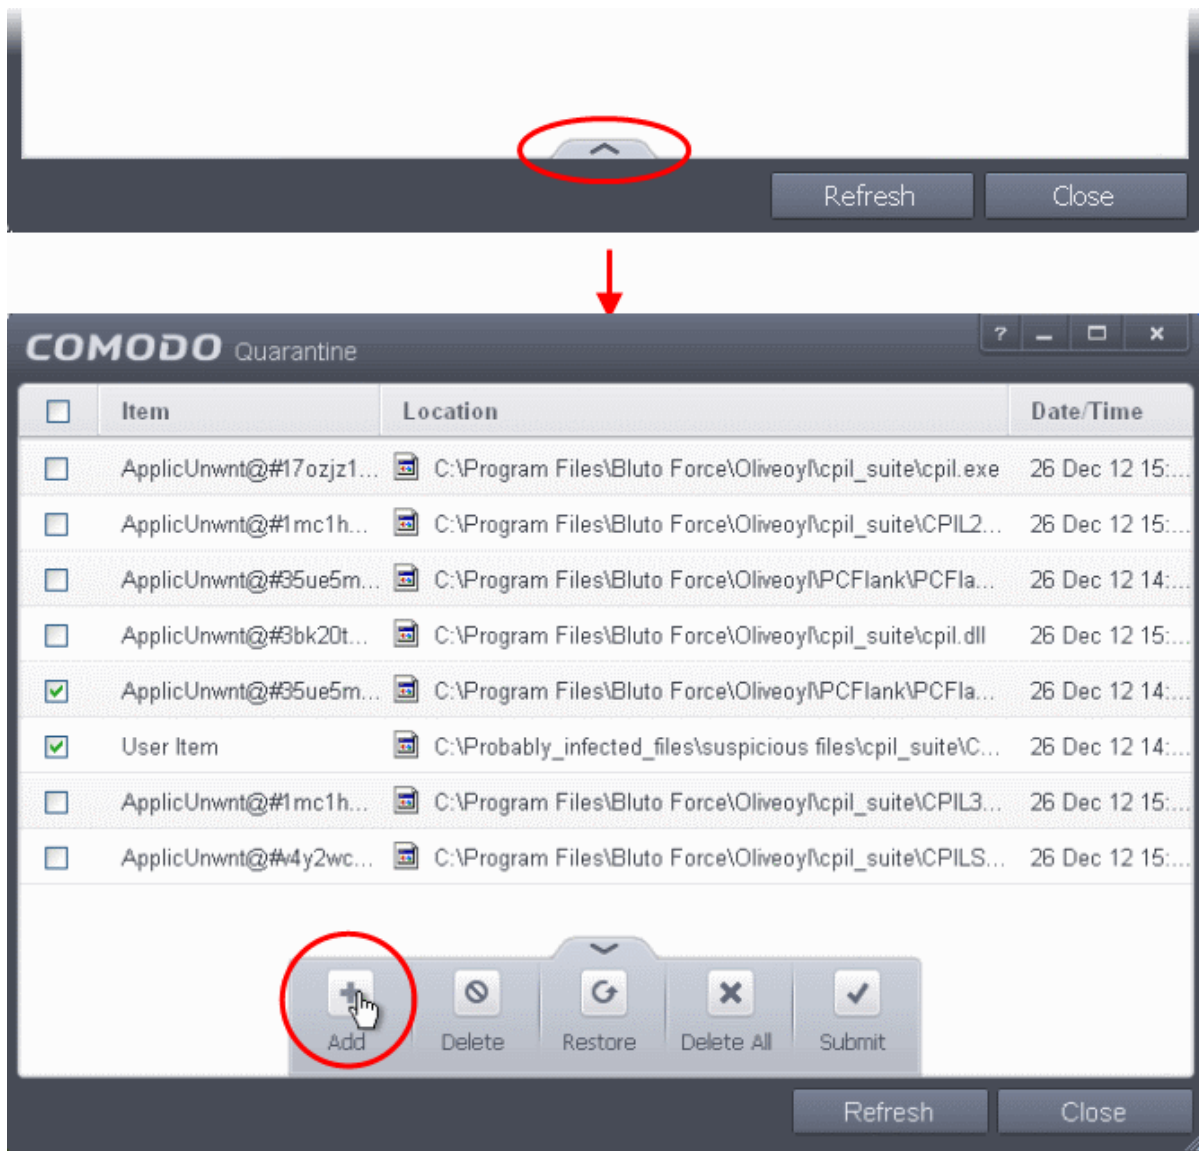 Refresh Close
COMODO Quarantine ?
Item Location Date/Time
ApplicUnwnt@#17ozjz1... C:\Program Files\Bluto Force\Oliveoyl\cpil_suite\cpil.exe 26 Dec 12 15:...
ApplicUnwnt@#1mc1h... C:\Program Files\Bluto Force\Oliveoyl\cpil_suite\CPIL2... 26 Dec 12 15:...
ApplicUnwnt@#35ue5m... C:\Program Files\Bluto Force\Oliveoyl\PCFlank\PCFla... 26 Dec 12 14:...
ApplicUnwnt@#3bk20t... C:\Program Files\Bluto Force\Oliveoyl\cpil_suite\cpil.dll 26 Dec 12 15:...
ApplicUnwnt@#35ue5m... C:\Program Files\Bluto Force\Oliveoyl\PCFlank\PCFla... 26 Dec 12 14:...
User Item C:\Probably_infected_files\suspicious files\cpil_suite\C... 26 Dec 12 14:...
ApplicUnwnt@#1mc1h... C:\Program Files\Bluto Force\Oliveoyl\cpil_suite\CPIL3... 26 Dec 12 15:...
ApplicUnwnt@#v4y2wc... C:\Program Files\Bluto Force\Oliveoyl\cpil_suite\CPILS... 26 Dec 12 15:...
Add Delete Restore Delete All Submit
Refresh Close